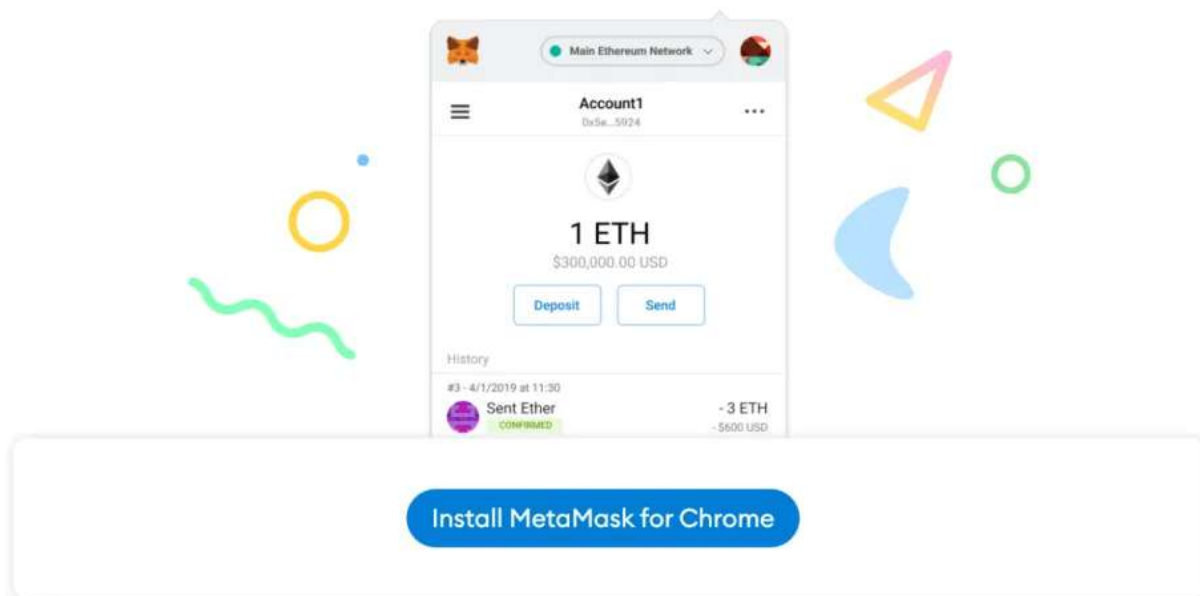 Main Ethereum Network
Account1
0x5e...5924
1 ETH
$300,000.00 USD
Deposit Send
History
#3 - 4/1/2019 at 11:30
Sent Ether - 3 ETH
CONFIRMED - $600 USD
Install MetaMask for Chrome